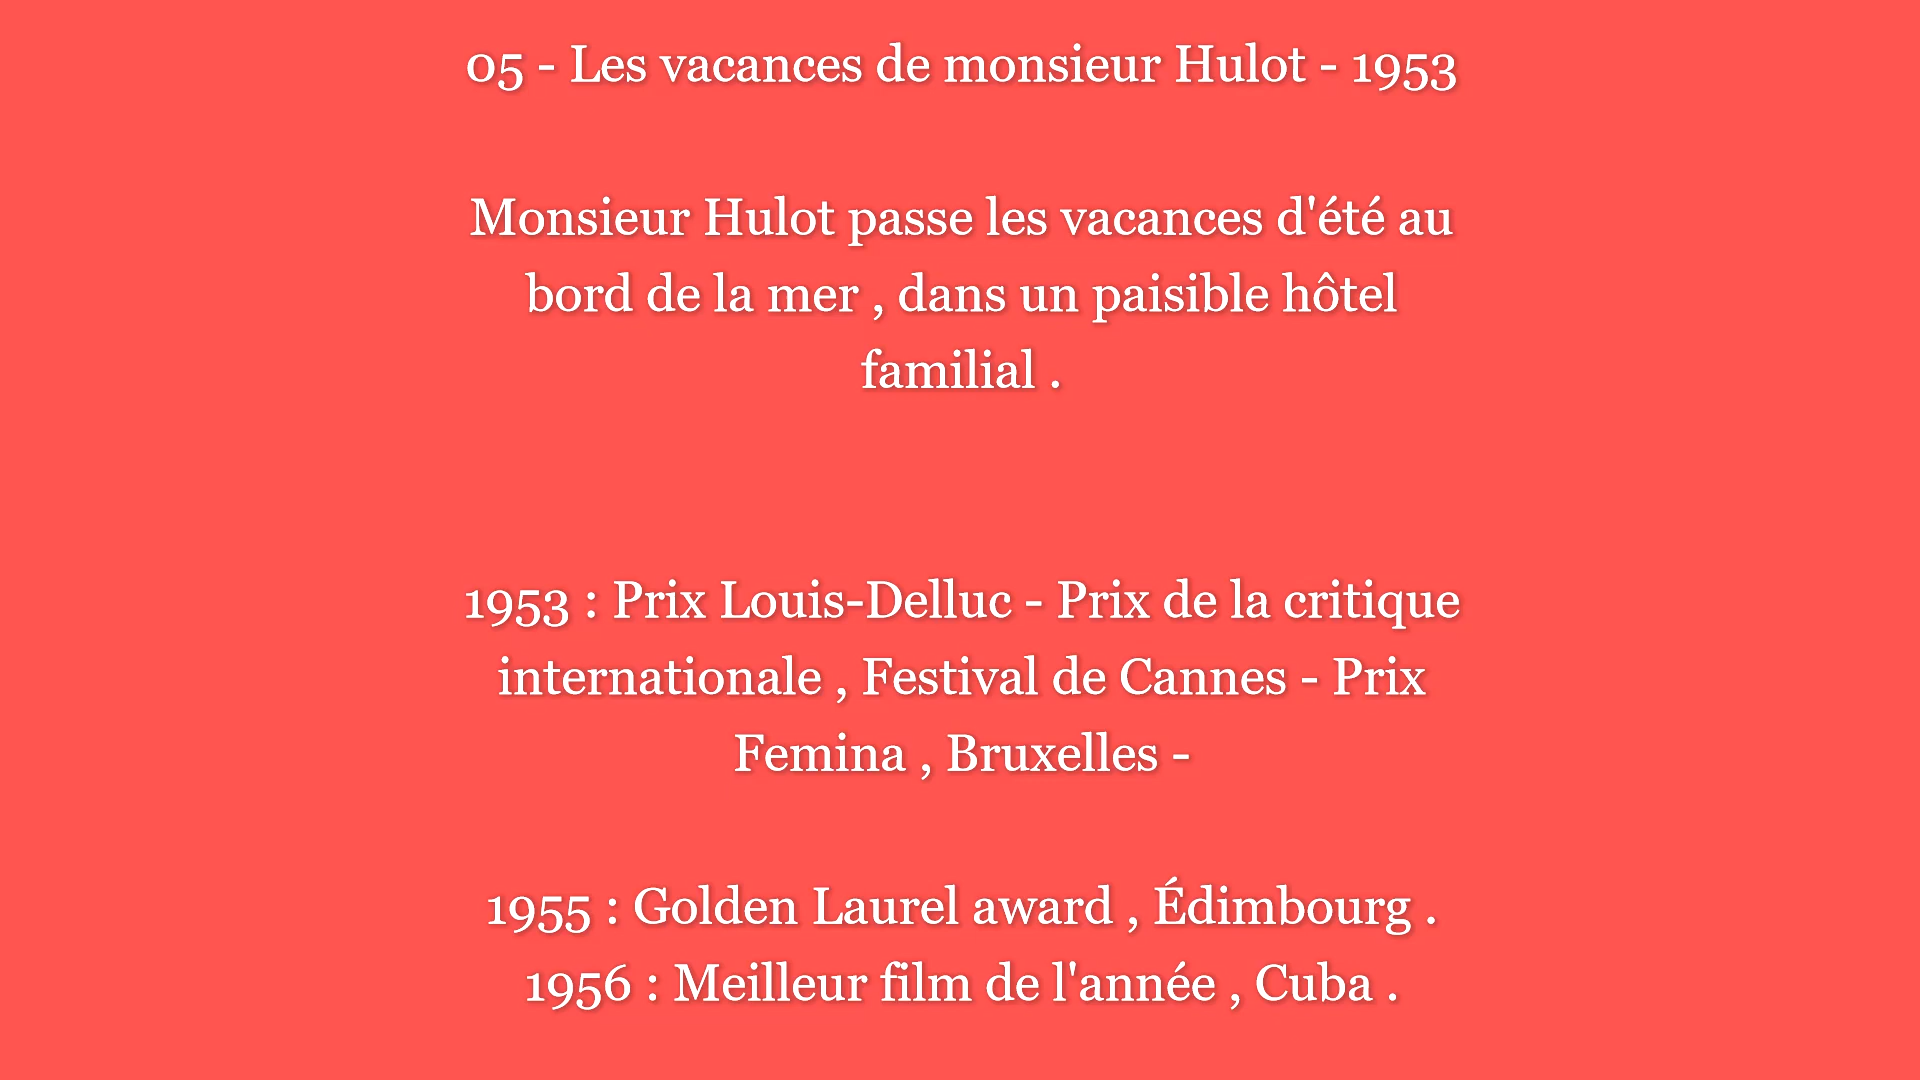 05 - Les vacances de monsieur Hulot - 1953
Monsieur Hulot passe les vacances d'été au
bord de la mer , dans un paisible hôtel
familial .
1953 : Prix Louis-Delluc - Prix de la critique
internationale , Festival de Cannes - Prix
Femina , Bruxelles -
1955 : Golden Laurel award , Édimbourg .
1956 : Meilleur film de l'année , Cuba .